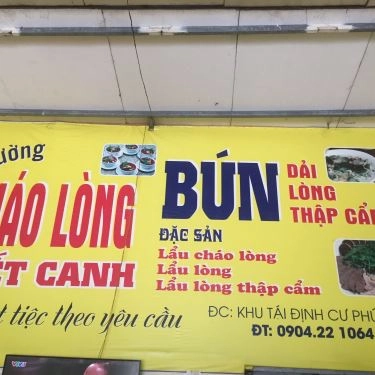 ường
ÁO LÒNG
ẾT CANH
t tiệc theo yêu cầu
BÚN
DẢI
LÒNG
THẬP CẨM
ĐẶC SẢN
Lẩu cháo lòng
Lẩu lòng
Lẩu lòng thập cẩm
ĐC: KHU TÁI ĐỊNH CƯ PHÚ
ĐT: 0904.22 1064